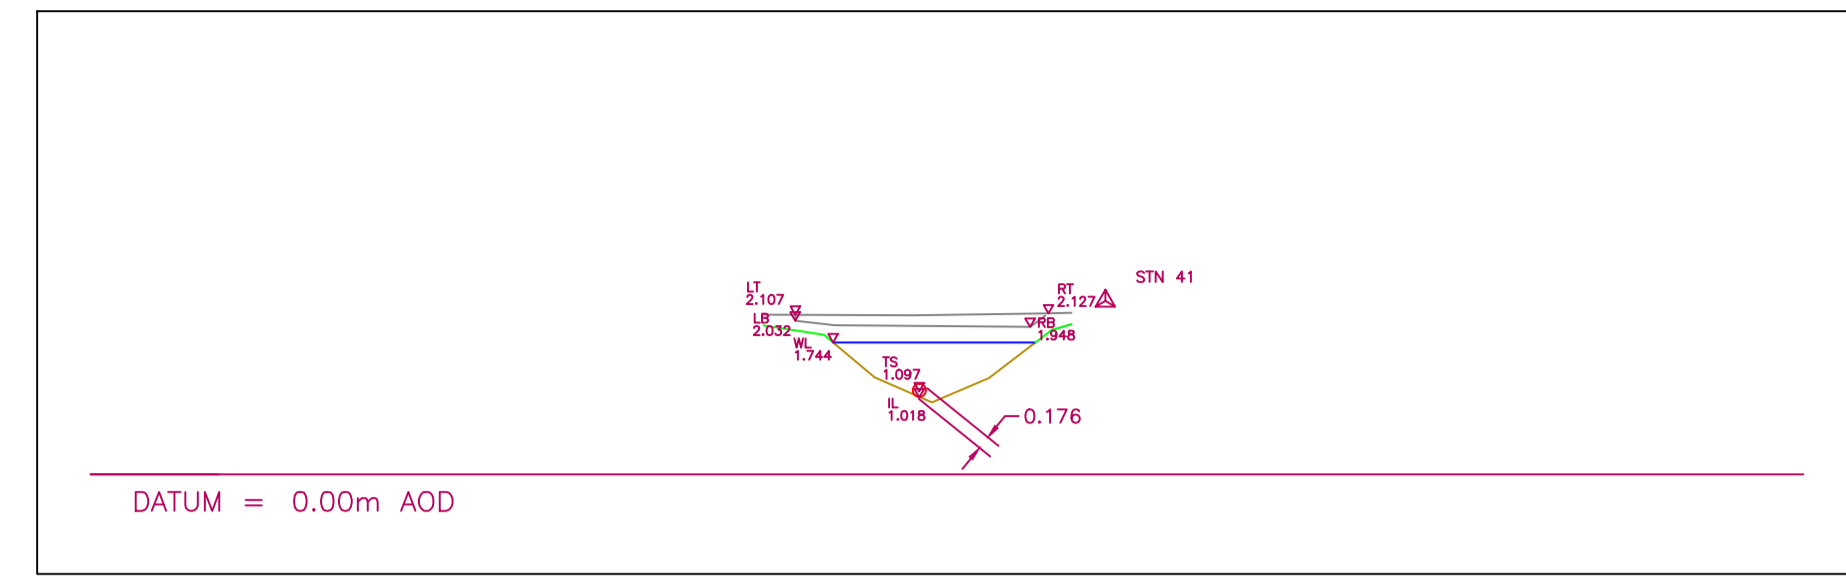 STN 41
LT
2.107
RT
2.127
LB
2.032
RB
1.948
WL
1.744
TS
1.097
IL
1.018
0.176
DATUM = 0.00m AOD